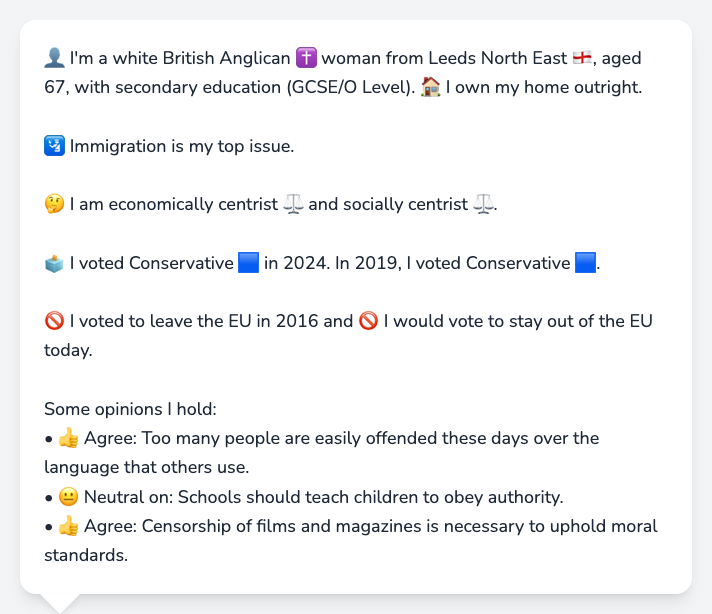 👤 I'm a white British Anglican ✝️ woman from Leeds North East 🏴󠁧󠁢󠁥󠁮󠁧󠁿, aged
67, with secondary education (GCSE/O Level). 🏠 I own my home outright.
🛂 Immigration is my top issue.
🤔 I am economically centrist ⚖️ and socially centrist ⚖️.
🗳️ I voted Conservative 🟦 in 2024. In 2019, I voted Conservative 🟦.
🚫 I voted to leave the EU in 2016 and 🚫 I would vote to stay out of the EU
today.
Some opinions I hold:
• 👍 Agree: Too many people are easily offended these days over the
language that others use.
• 😐 Neutral on: Schools should teach children to obey authority.
• 👍 Agree: Censorship of films and magazines is necessary to uphold moral
standards.